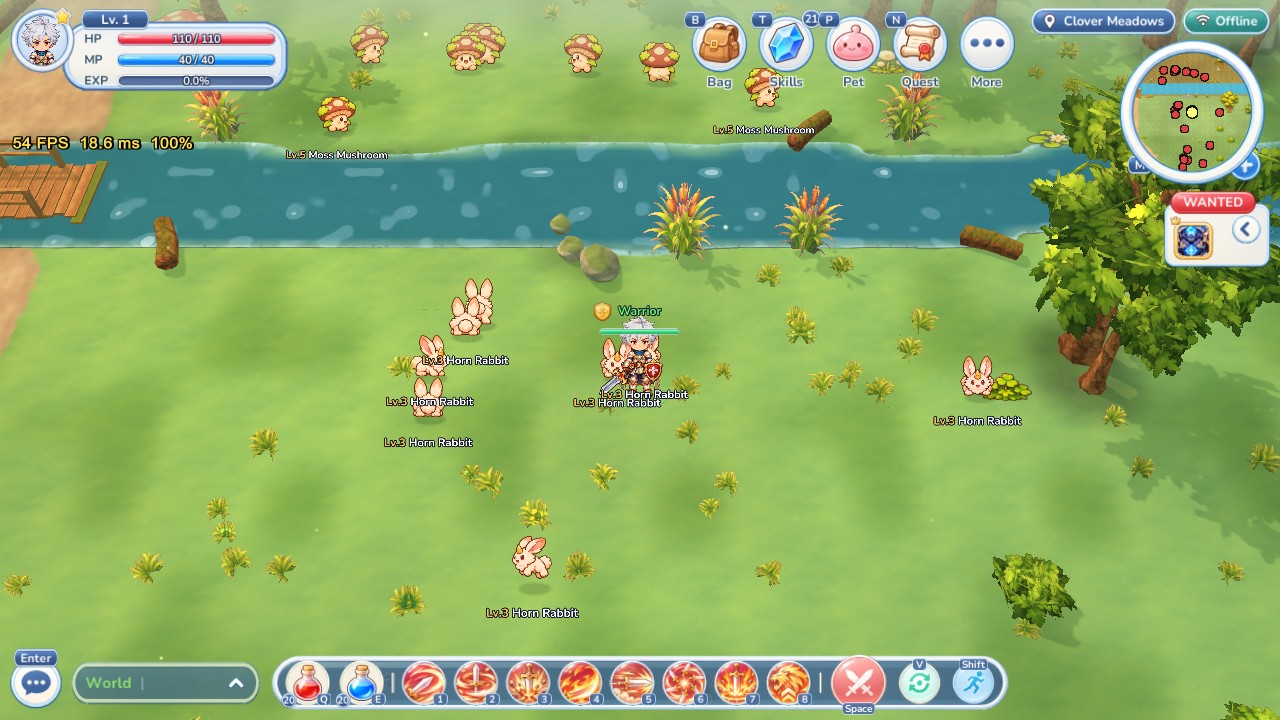 Lv. 1
HP 110/110
MP 40/40
EXP 0.0%
54 FPS 18.6 ms 100%
B
T
21
P
N
Bag
Skills
Pet
Quest
More
Clover Meadows
Offline
M
WANTED
Lv.5 Moss Mushroom
Lv.5 Moss Mushroom
Warrior
Lv.3 Horn Rabbit
Lv.3 Horn Rabbit
Lv.3 Horn Rabbit
Lv.3 Horn Rabbit
Lv.3 Horn Rabbit
Lv.3 Horn Rabbit
Lv.3 Horn Rabbit
Enter
World
20 Q
20 E
1
2
3
4
5
6
7
8
Space
V
Shift